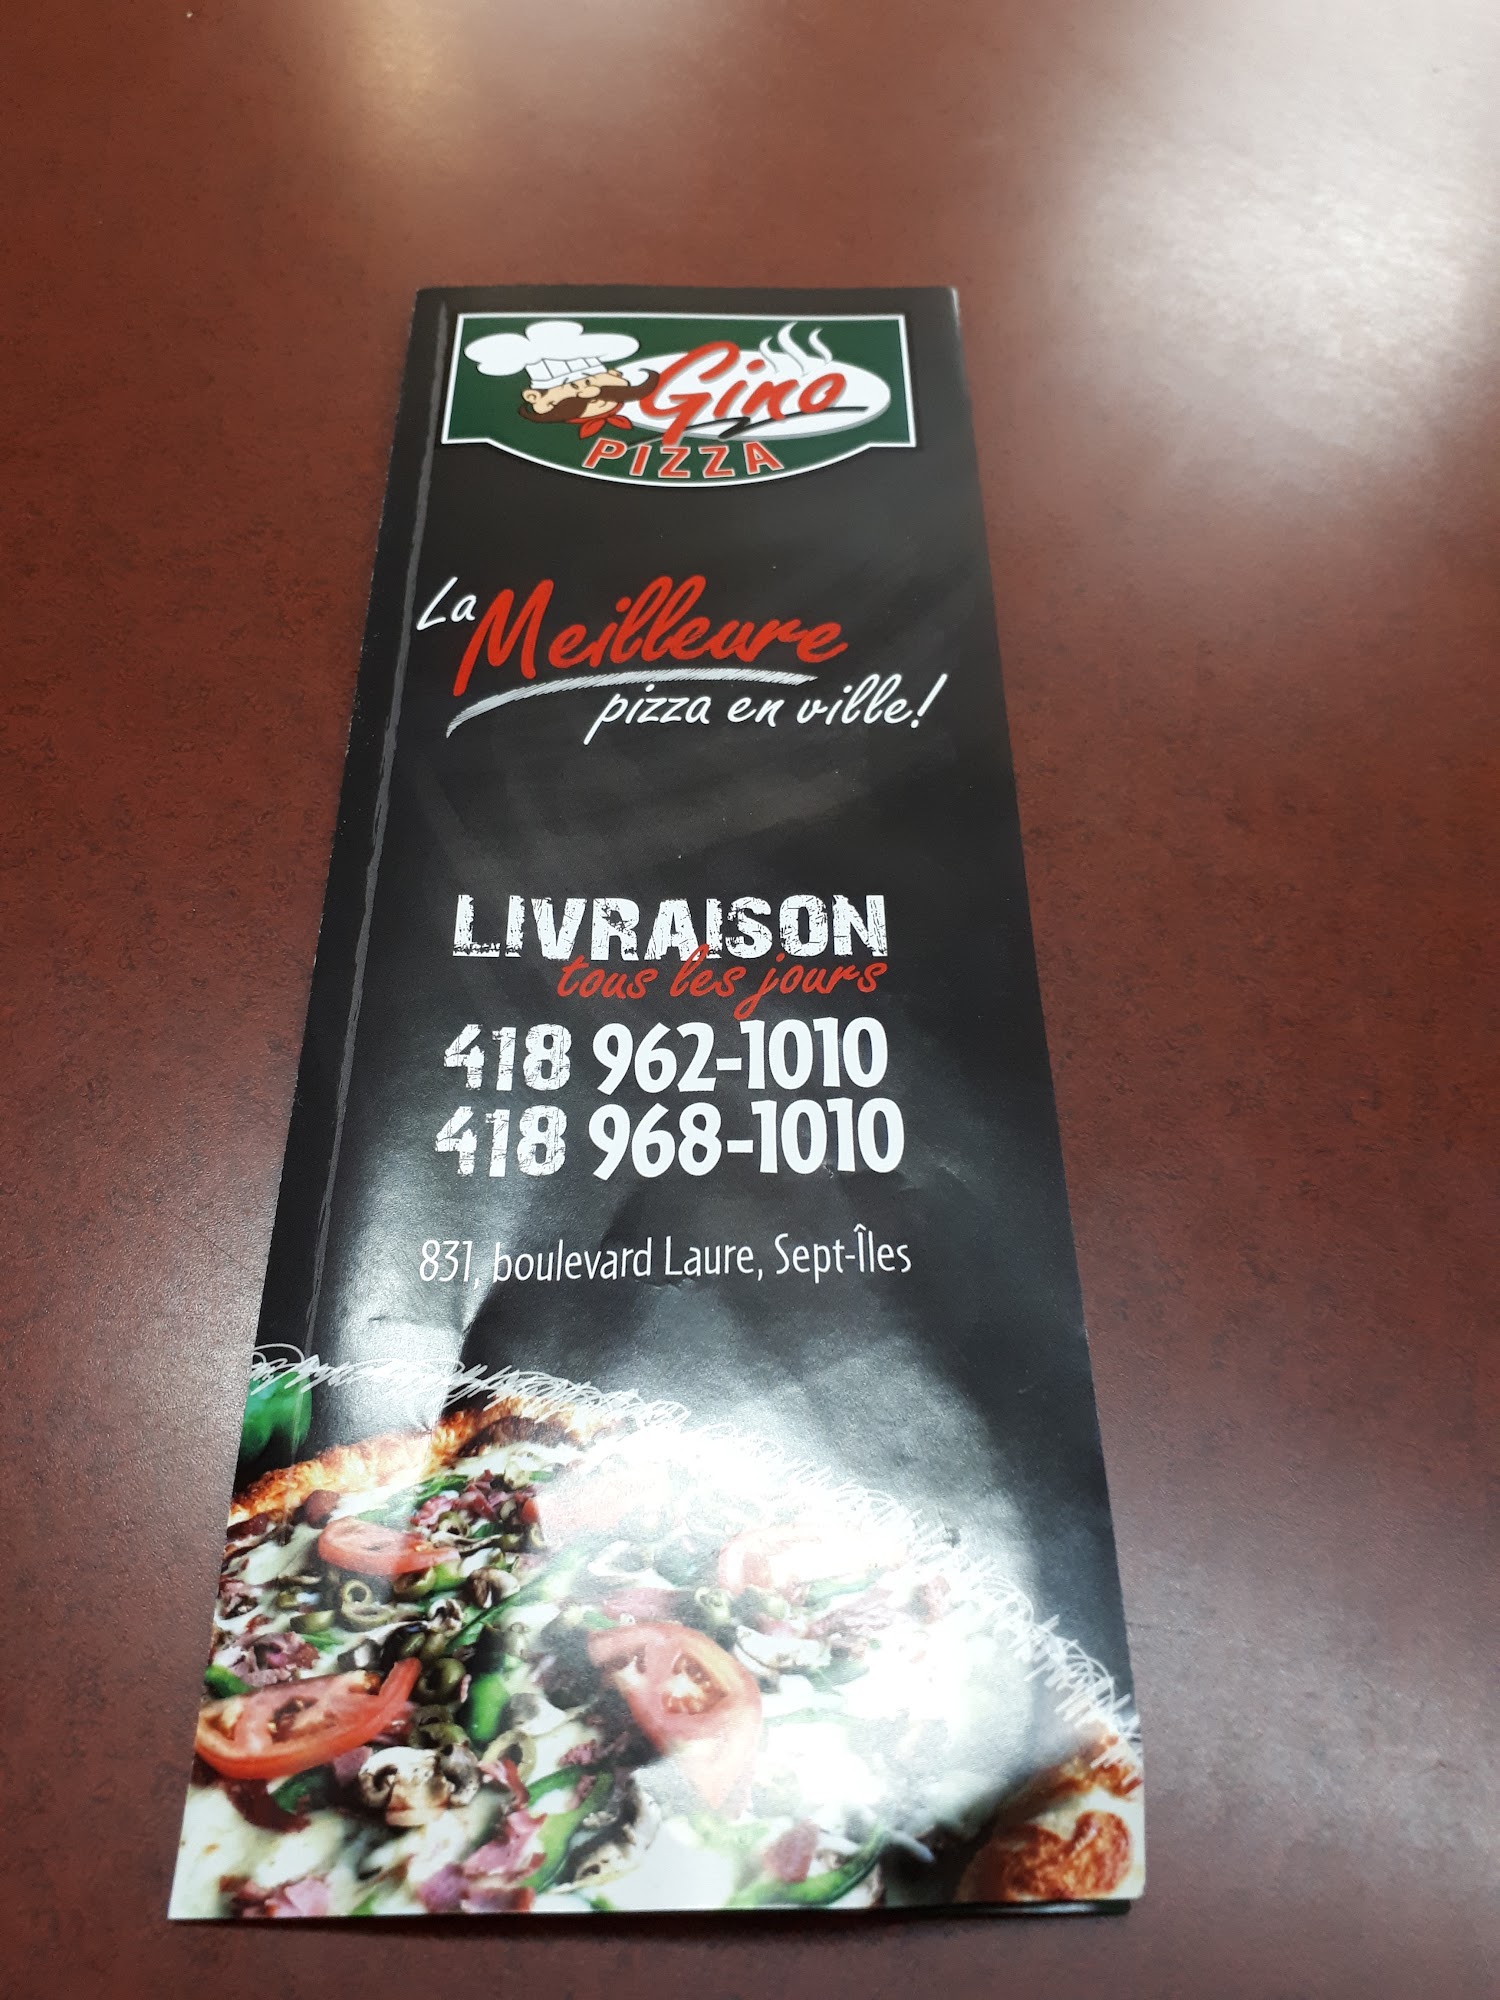 Gino
PIZZA
La Meilleure
pizza en ville!
LIVRAISON
tous les jours
418 962-1010
418 968-1010
831, boulevard Laure, Sept-Îles